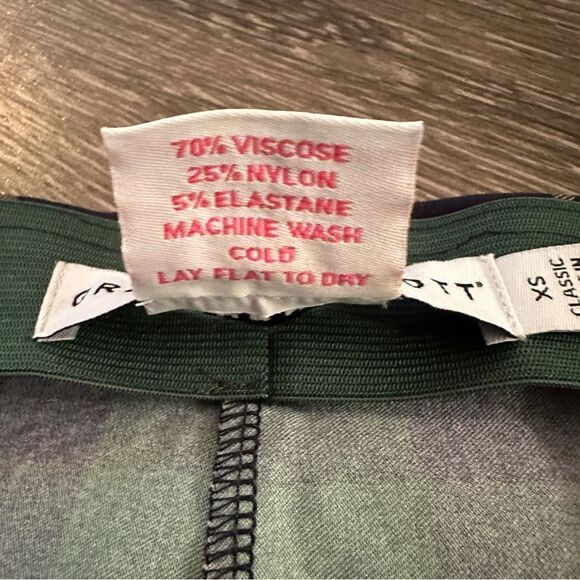 70% VISCOSE
25% NYLON
5% ELASTANE
MACHINE WASH
COLD
LAY FLAT TO DRY
XS
CLASSIC